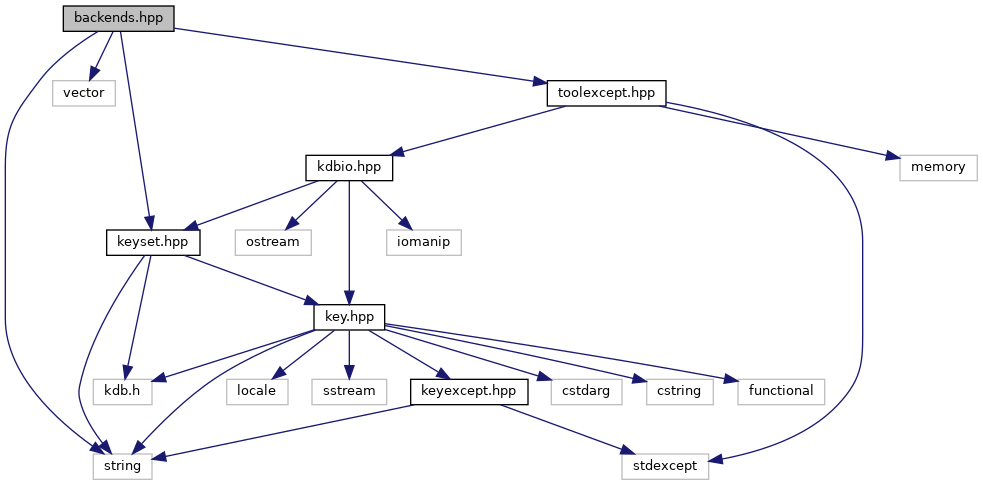 backends.hpp
vector
toolexcept.hpp
kdbio.hpp
memory
keyset.hpp
ostream
iomanip
key.hpp
kdb.h
locale
sstream
keyexcept.hpp
cstdarg
cstring
functional
string
stdexcept